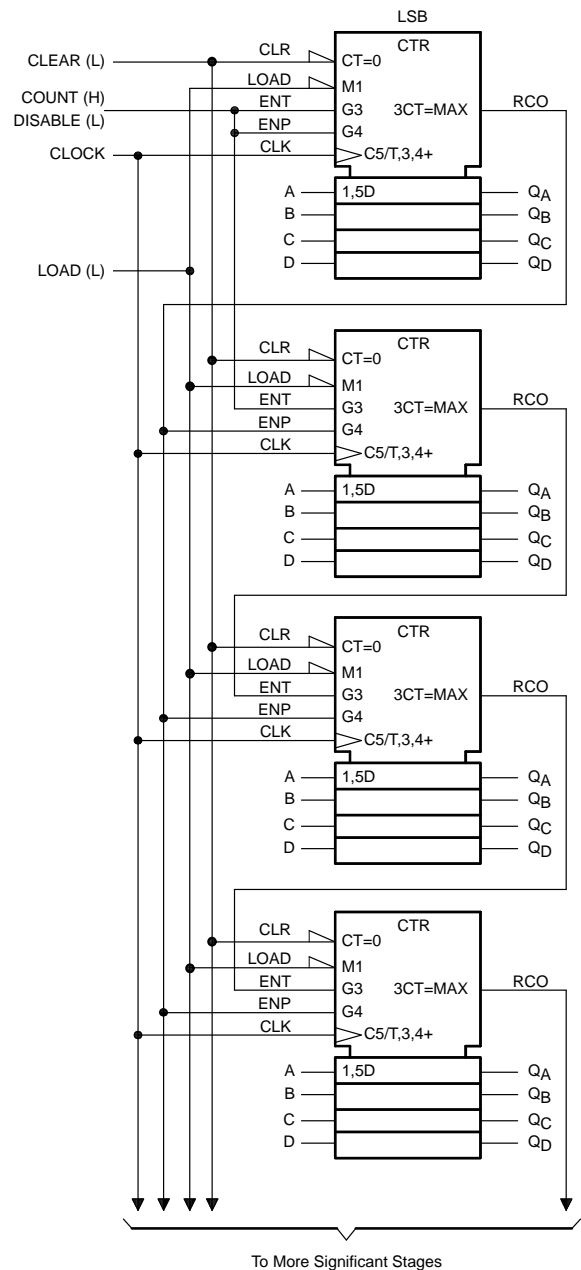 LSB
CTR
CLEAR (L)
CLR
CT=0
LOAD
M1
COUNT (H)
DISABLE (L)
ENT
G3
3CT=MAX
RCO
ENP
G4
CLOCK
CLK
C5/T,3,4+
A
1,5D
QA
B
QB
C
QC
D
QD
LOAD (L)
CTR
CLR
CT=0
LOAD
M1
ENT
G3
3CT=MAX
RCO
ENP
G4
CLK
C5/T,3,4+
A
1,5D
QA
B
QB
C
QC
D
QD
CTR
CLR
CT=0
LOAD
M1
ENT
G3
3CT=MAX
RCO
ENP
G4
CLK
C5/T,3,4+
A
1,5D
QA
B
QB
C
QC
D
QD
CTR
CLR
CT=0
LOAD
M1
ENT
G3
3CT=MAX
RCO
ENP
G4
CLK
C5/T,3,4+
A
1,5D
QA
B
QB
C
QC
D
QD
To More Significant Stages